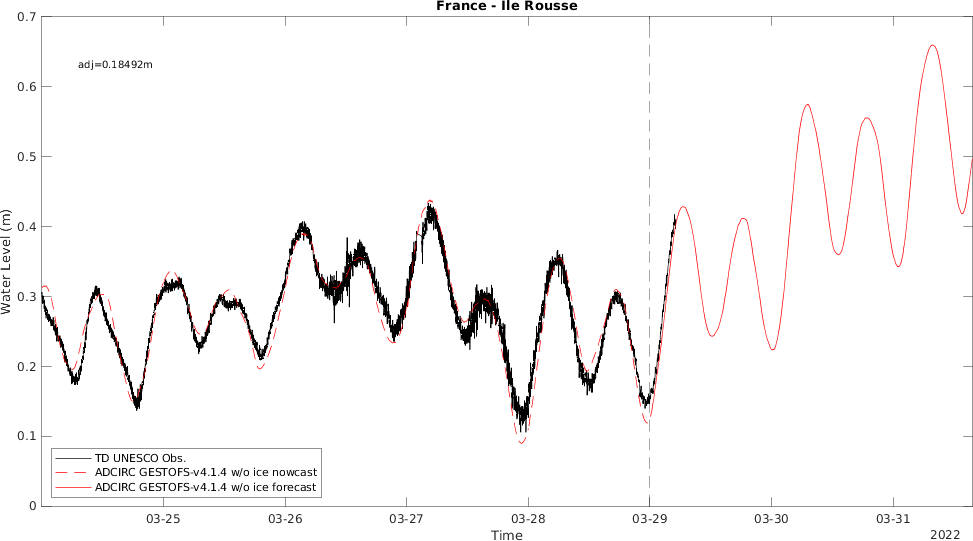 France - Ile Rousse
adj=0.18492m
Water Level (m)
0.7
0.6
0.5
0.4
0.3
0.2
0.1
0
TD UNESCO Obs.
ADCIRC GESTOFS-v4.1.4 w/o ice nowcast
ADCIRC GESTOFS-v4.1.4 w/o ice forecast
03-25 03-26 03-27 03-28 03-29 03-30 03-31
Time
2022